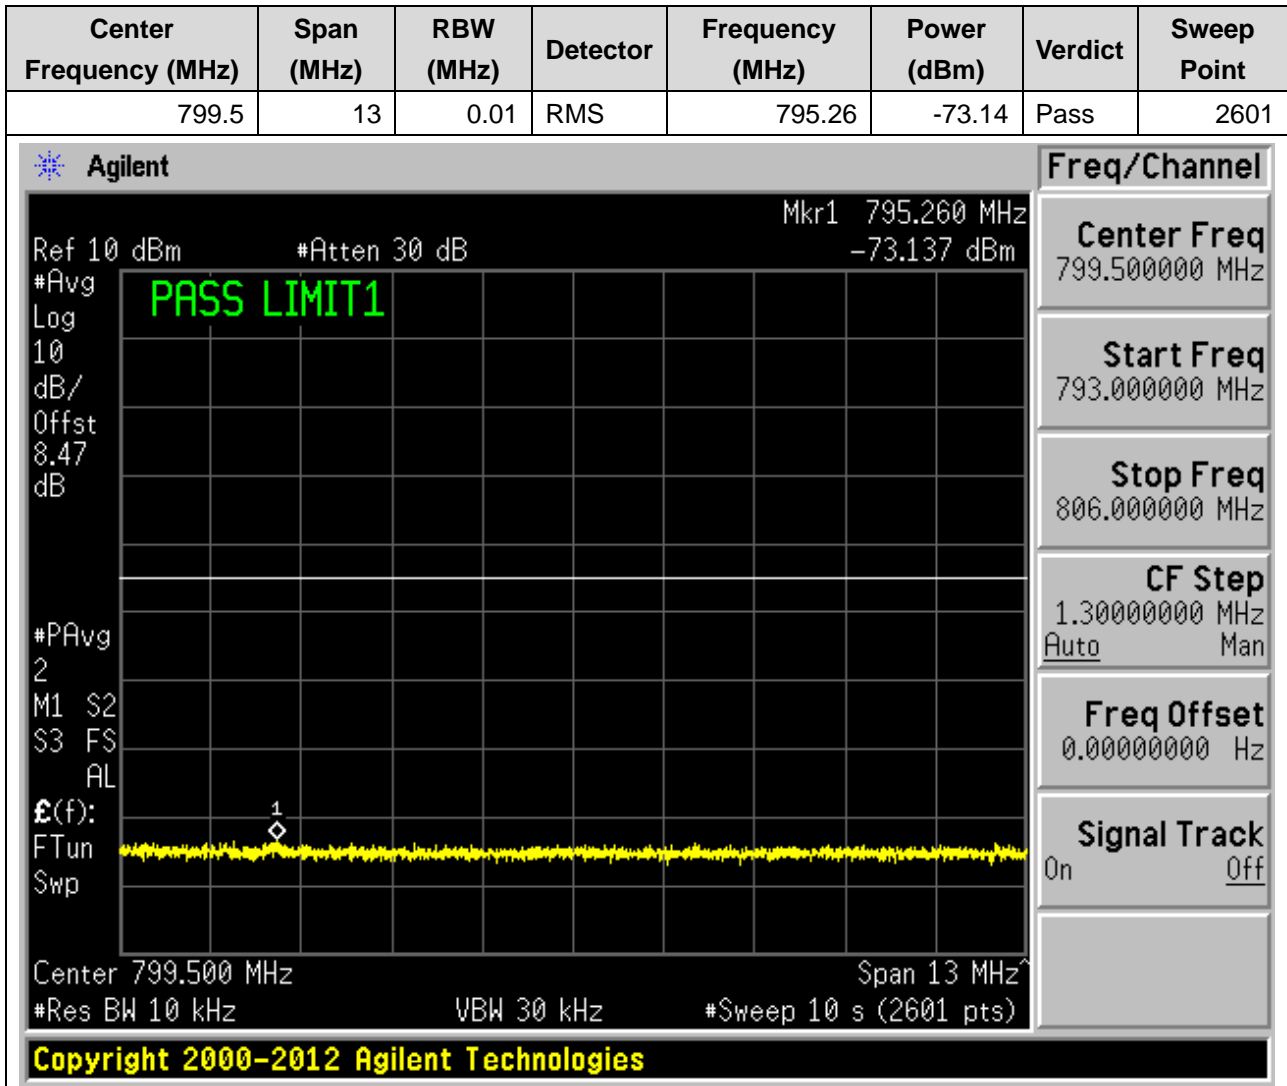 Center Frequency (MHz) Span (MHz) RBW (MHz) Detector Frequency (MHz) Power (dBm) Verdict Sweep Point
799.5 13 0.01 RMS 795.26 -73.14 Pass 2601
Agilent
Freq/Channel
Mkr1 795.260 MHz
Ref 10 dBm #Atten 30 dB -73.137 dBm
#Avg
Log
10
dB/
Offst
8.47
dB
PASS LIMIT1
#PAvg
2
M1 S2
S3 FS
AL
£(f):
FTun
Swp
1
Center 799.500 MHz Span 13 MHz^
#Res BW 10 kHz VBW 30 kHz #Sweep 10 s (2601 pts)
Center Freq
799.500000 MHz
Start Freq
793.000000 MHz
Stop Freq
806.000000 MHz
CF Step
1.30000000 MHz
Auto Man
Freq Offset
0.00000000 Hz
Signal Track
On Off
Copyright 2000-2012 Agilent Technologies